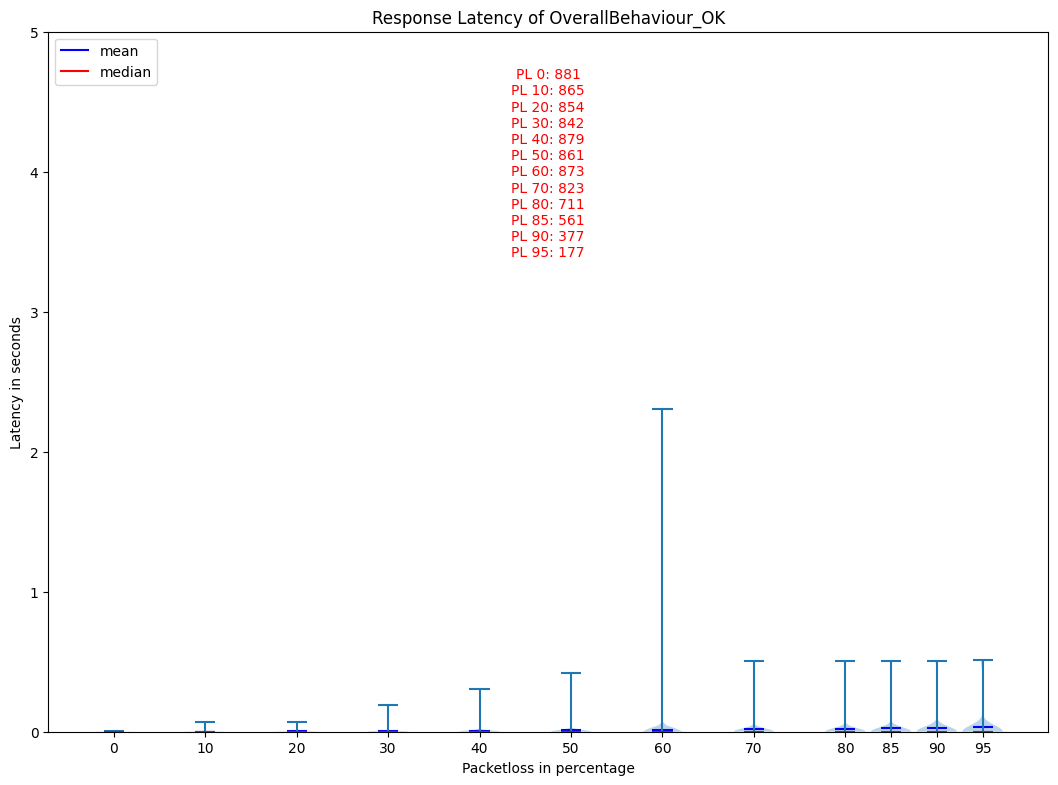 Response Latency of OverallBehaviour_OK
5
mean
median
PL 0: 881
PL 10: 865
PL 20: 854
PL 30: 842
PL 40: 879
PL 50: 861
PL 60: 873
PL 70: 823
PL 80: 711
PL 85: 561
PL 90: 377
PL 95: 177
4
3
2
1
0
Latency in seconds
0 10 20 30 40 50 60 70 80 85 90 95
Packetloss in percentage